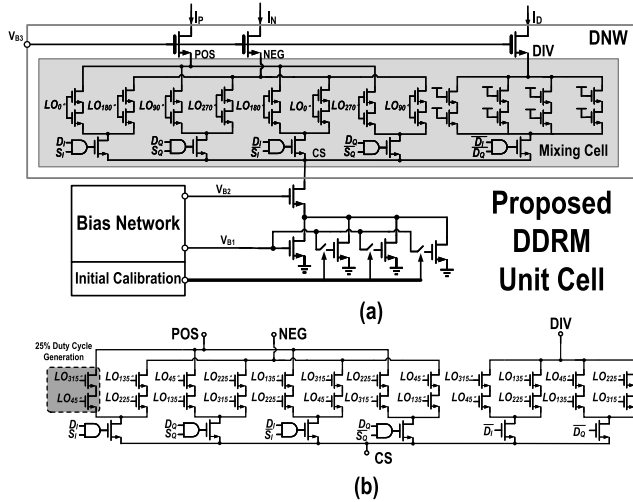 I_P I_N I_D
V_B3 DNW
POS NEG DIV
LO_0 LO_180 LO_90 LO_270 LO_180 LO_0 LO_270 LO_90
D_I S_I D_Q S_Q D_I S_I D_Q S_Q D_I D_Q
CS Mixing Cell
V_B2
Bias Network
V_B1
Initial Calibration
Proposed
DDRM
Unit Cell
(a)
25% Duty Cycle
Generation
POS NEG DIV
LO_315 LO_135 LO_45 LO_225 LO_135 LO_315 LO_225 LO_45 LO_315 LO_135 LO_45 LO_225
LO_45 LO_225 LO_135 LO_315 LO_225 LO_45 LO_315 LO_135 LO_45 LO_225 LO_135 LO_315
D_I S_I D_Q S_Q D_I S_I D_Q S_Q D_I D_Q
CS
(b)